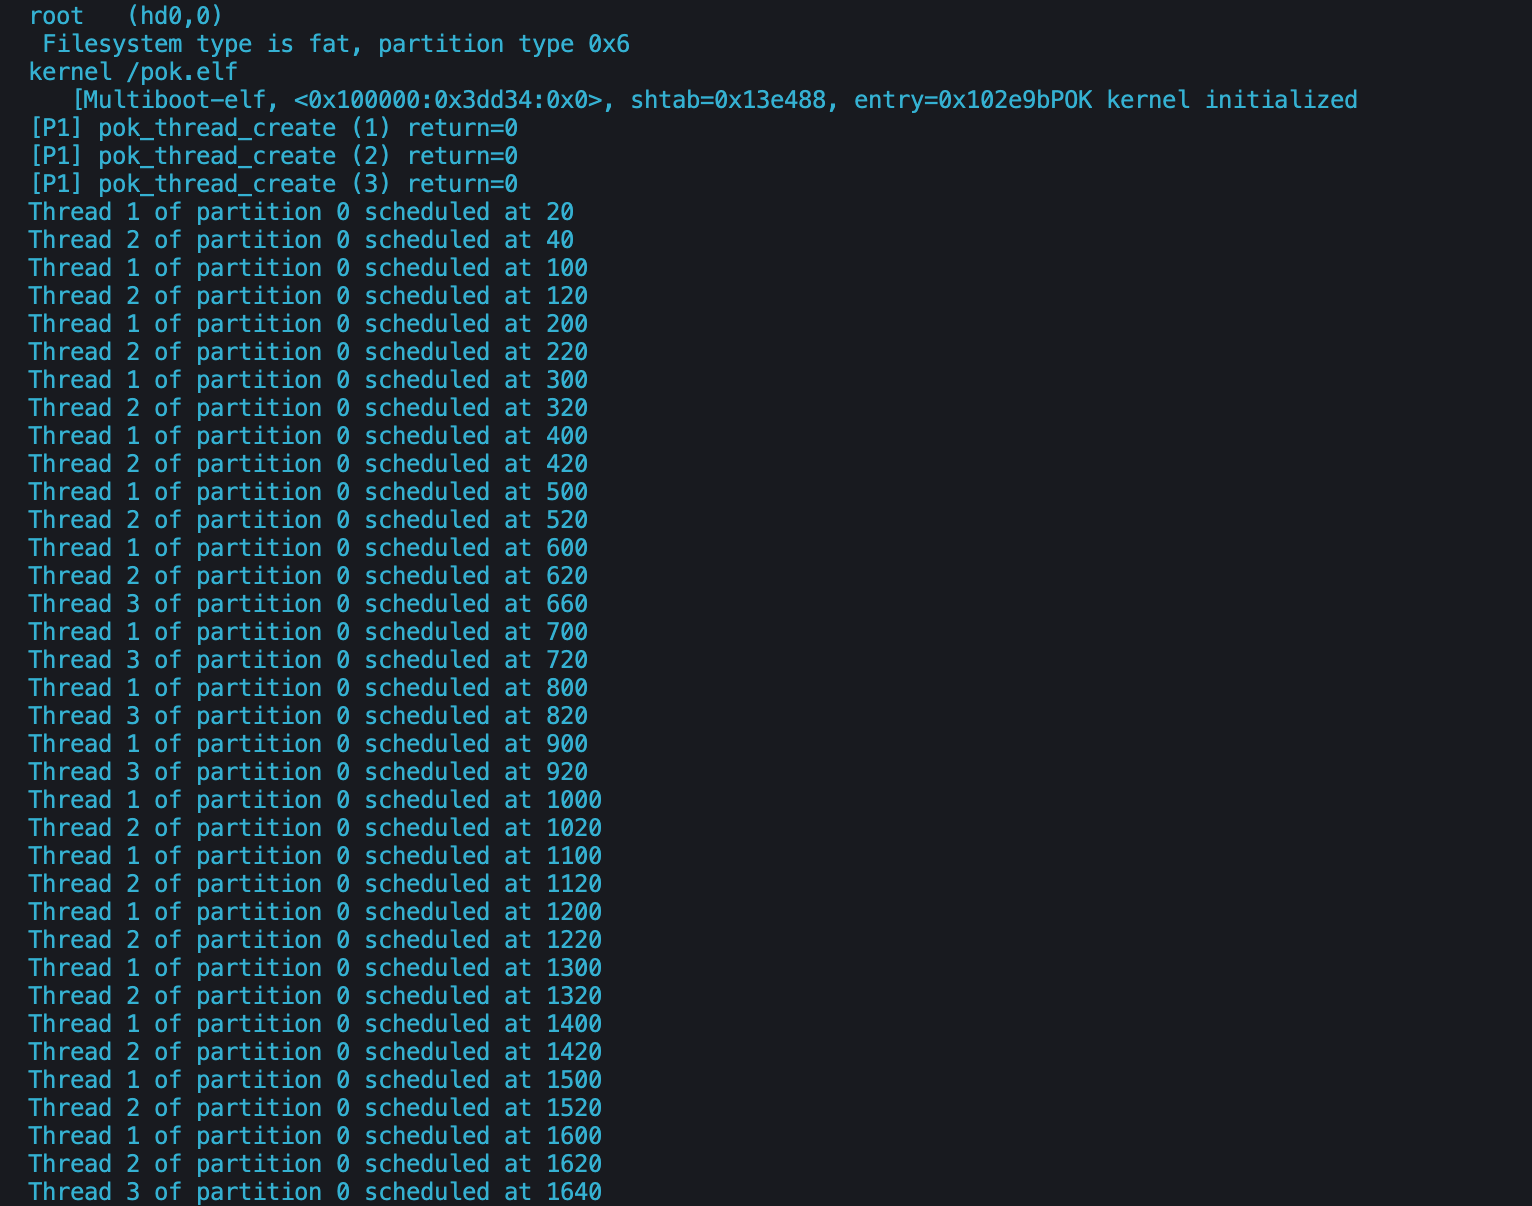 root   (hd0,0)
 Filesystem type is fat, partition type 0x6
kernel /pok.elf
   [Multiboot-elf, <0x100000:0x3dd34:0x0>, shtab=0x13e488, entry=0x102e9bPOK kernel initialized
[P1] pok_thread_create (1) return=0
[P1] pok_thread_create (2) return=0
[P1] pok_thread_create (3) return=0
Thread 1 of partition 0 scheduled at 20
Thread 2 of partition 0 scheduled at 40
Thread 1 of partition 0 scheduled at 100
Thread 2 of partition 0 scheduled at 120
Thread 1 of partition 0 scheduled at 200
Thread 2 of partition 0 scheduled at 220
Thread 1 of partition 0 scheduled at 300
Thread 2 of partition 0 scheduled at 320
Thread 1 of partition 0 scheduled at 400
Thread 2 of partition 0 scheduled at 420
Thread 1 of partition 0 scheduled at 500
Thread 2 of partition 0 scheduled at 520
Thread 1 of partition 0 scheduled at 600
Thread 2 of partition 0 scheduled at 620
Thread 3 of partition 0 scheduled at 660
Thread 1 of partition 0 scheduled at 700
Thread 3 of partition 0 scheduled at 720
Thread 1 of partition 0 scheduled at 800
Thread 3 of partition 0 scheduled at 820
Thread 1 of partition 0 scheduled at 900
Thread 3 of partition 0 scheduled at 920
Thread 1 of partition 0 scheduled at 1000
Thread 2 of partition 0 scheduled at 1020
Thread 1 of partition 0 scheduled at 1100
Thread 2 of partition 0 scheduled at 1120
Thread 1 of partition 0 scheduled at 1200
Thread 2 of partition 0 scheduled at 1220
Thread 1 of partition 0 scheduled at 1300
Thread 2 of partition 0 scheduled at 1320
Thread 1 of partition 0 scheduled at 1400
Thread 2 of partition 0 scheduled at 1420
Thread 1 of partition 0 scheduled at 1500
Thread 2 of partition 0 scheduled at 1520
Thread 1 of partition 0 scheduled at 1600
Thread 2 of partition 0 scheduled at 1620
Thread 3 of partition 0 scheduled at 1640